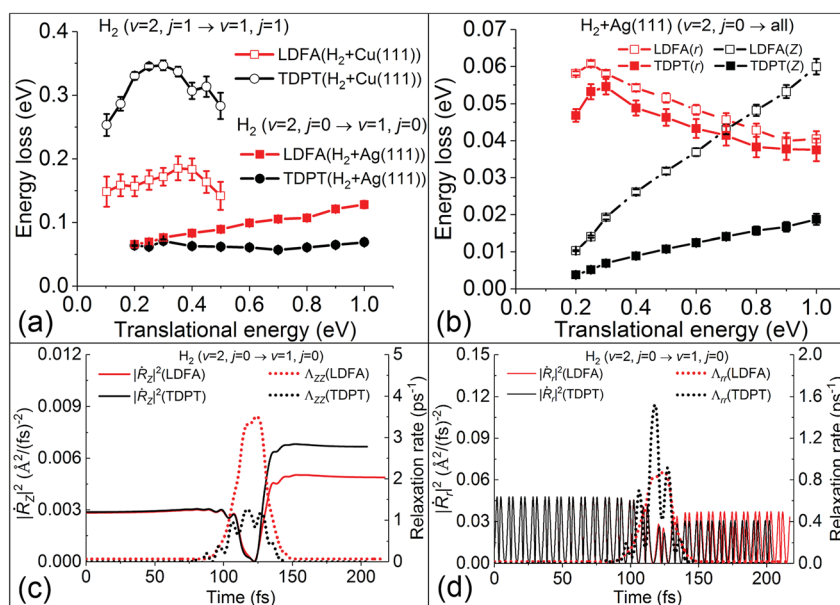 H₂ (v=2, j=1 → v=1, j=1)
LDFA(H₂+Cu(111))
TDPT(H₂+Cu(111))
H₂ (v=2, j=0 → v=1, j=0)
LDFA(H₂+Ag(111))
TDPT(H₂+Ag(111))
Energy loss (eV)
0.4
0.3
0.2
0.1
0.0
0.0 0.2 0.4 0.6 0.8 1.0
Translational energy (eV)
(a)
H₂+Ag(111) (v=2, j=0 → all)
LDFA(r) LDFA(Z)
TDPT(r) TDPT(Z)
Energy loss (eV)
0.07
0.06
0.05
0.04
0.03
0.02
0.01
0.00
0.0 0.2 0.4 0.6 0.8 1.0
Translational energy (eV)
(b)
H₂ (v=2, j=0 → v=1, j=0)
|Ṙ_Z|²(LDFA) Λ_ZZ(LDFA)
|Ṙ_Z|²(TDPT) Λ_ZZ(TDPT)
|Ṙ_Z|² (Å²/(fs)⁻²)
0.012
0.009
0.006
0.003
0.000
Relaxation rate (ps⁻¹)
5
4
3
2
1
0
0 50 100 150 200
Time (fs)
(c)
H₂ (v=2, j=0 → v=1, j=0)
|Ṙ_r|²(LDFA) Λ_rr(LDFA)
|Ṙ_r|²(TDPT) Λ_rr(TDPT)
|Ṙ_r|² (Å²/(fs)⁻²)
0.15
0.12
0.09
0.06
0.03
0.00
Relaxation rate (ps⁻¹)
2.0
1.6
1.2
0.8
0.4
0.0
0 50 100 150 200
Time (fs)
(d)